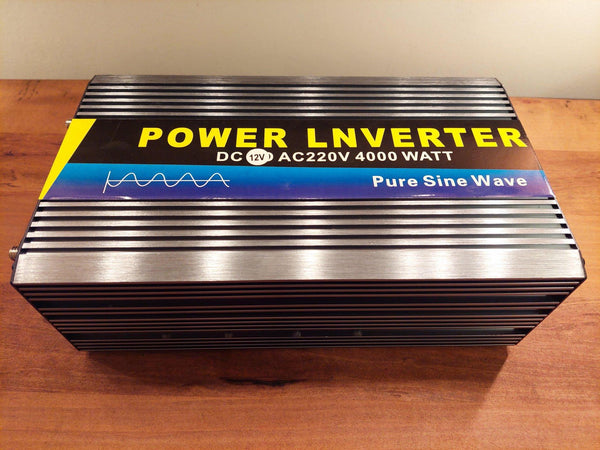 POWER LNVERTER
DC 12V AC220V 4000 WATT
Pure Sine Wave